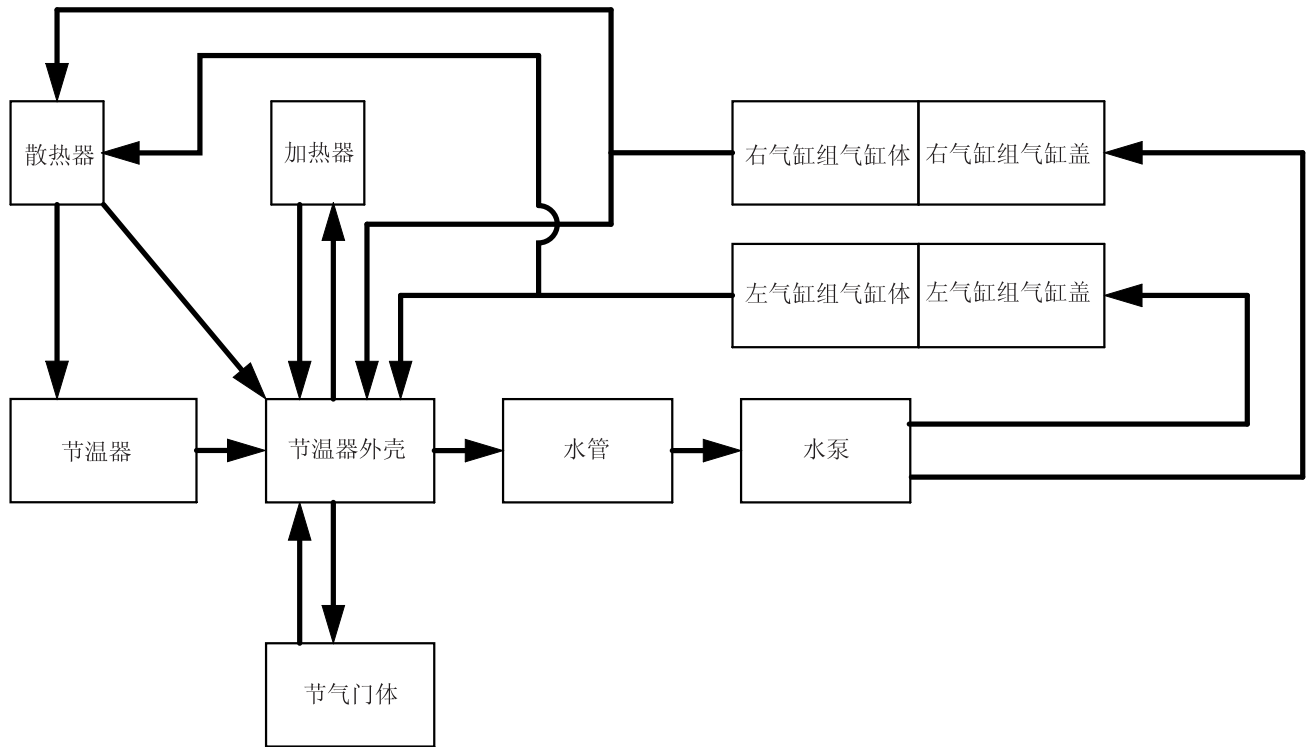 散热器
加热器
右气缸组气缸体
右气缸组气缸盖
左气缸组气缸体
左气缸组气缸盖
节温器
节温器外壳
水管
水泵
节气门体